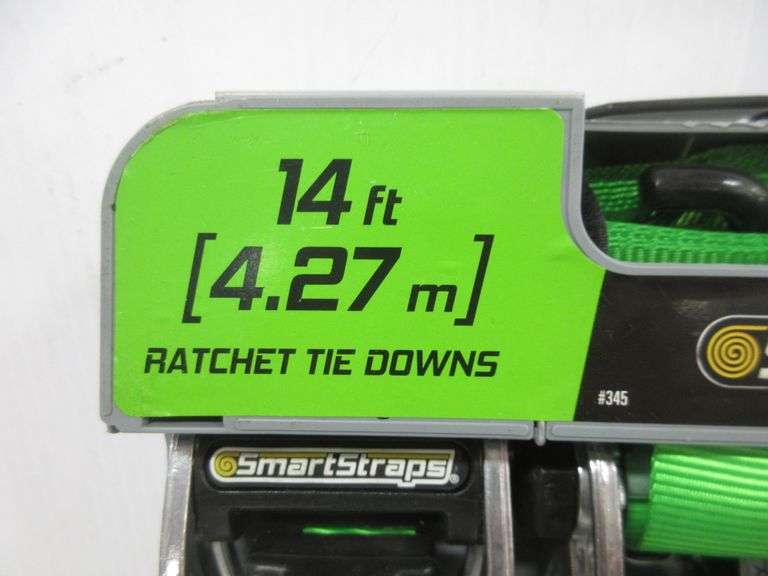 14 ft
[4.27 m]
RATCHET TIE DOWNS
#345
SmartStraps®